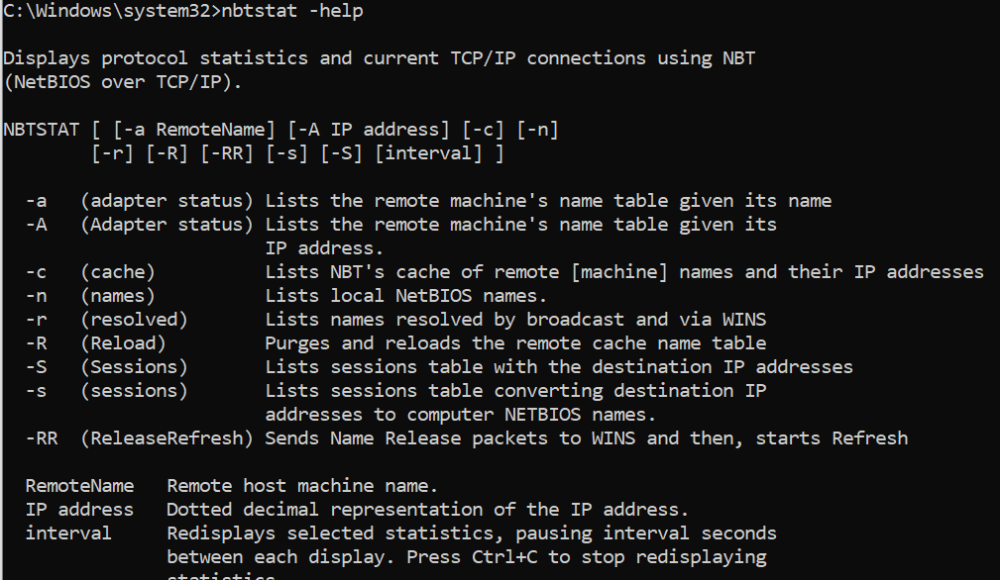 C:\Windows\system32>nbtstat -help
Displays protocol statistics and current TCP/IP connections using NBT
(NetBIOS over TCP/IP).
NBTSTAT [ [-a RemoteName] [-A IP address] [-c] [-n]
[-r] [-R] [-RR] [-s] [-S] [interval] ]
-a (adapter status) Lists the remote machine's name table given its name
-A (Adapter status) Lists the remote machine's name table given its
IP address.
-c (cache) Lists NBT's cache of remote [machine] names and their IP addresses
-n (names) Lists local NetBIOS names.
-r (resolved) Lists names resolved by broadcast and via WINS
-R (Reload) Purges and reloads the remote cache name table
-S (Sessions) Lists sessions table with the destination IP addresses
-s (sessions) Lists sessions table converting destination IP
addresses to computer NETBIOS names.
-RR (ReleaseRefresh) Sends Name Release packets to WINS and then, starts Refresh
RemoteName Remote host machine name.
IP address Dotted decimal representation of the IP address.
interval Redisplays selected statistics, pausing interval seconds
between each display. Press Ctrl+C to stop redisplaying
statistics.